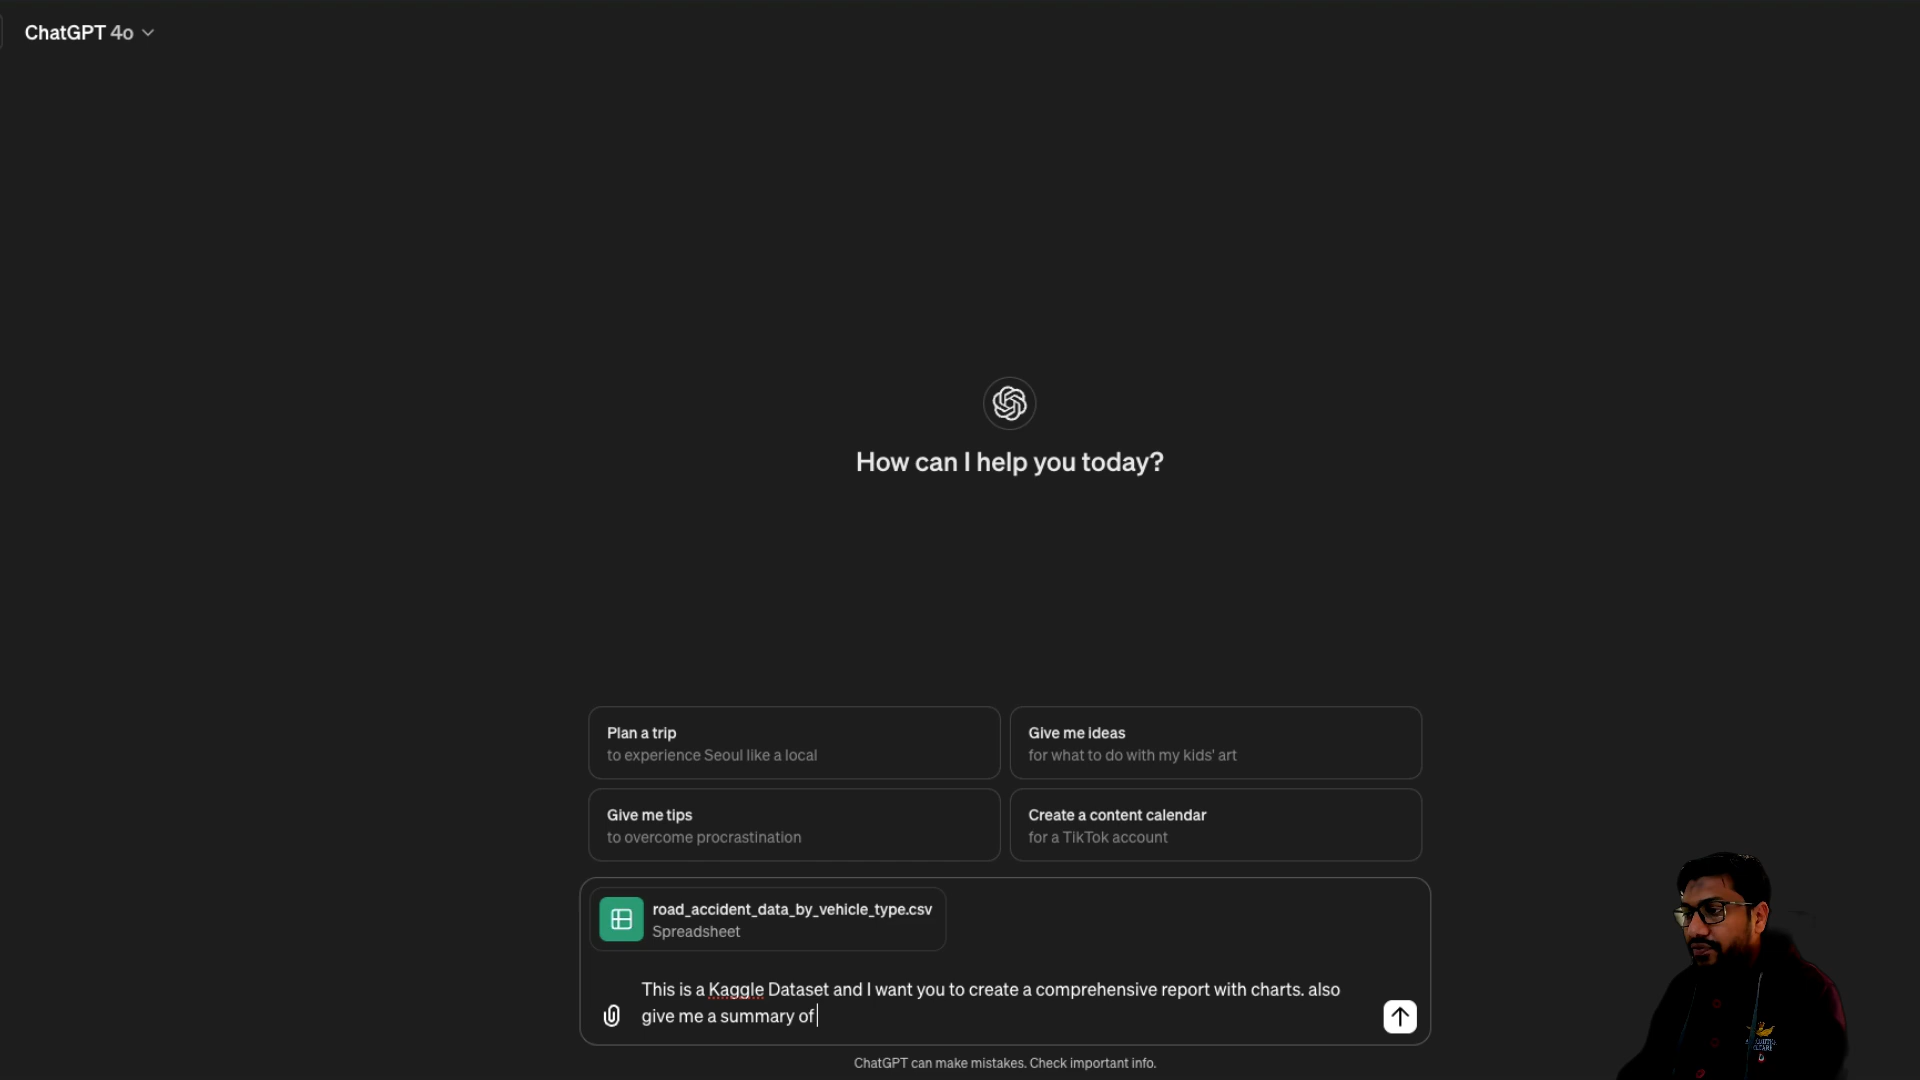 ChatGPT 4o
How can I help you today?
Plan a trip
to experience Seoul like a local
Give me ideas
for what to do with my kids' art
Give me tips
to overcome procrastination
Create a content calendar
for a TikTok account
road_accident_data_by_vehicle_type.csv
Spreadsheet
This is a Kaggle Dataset and I want you to create a comprehensive report with charts. also
give me a summary of
ChatGPT can make mistakes. Check important info.